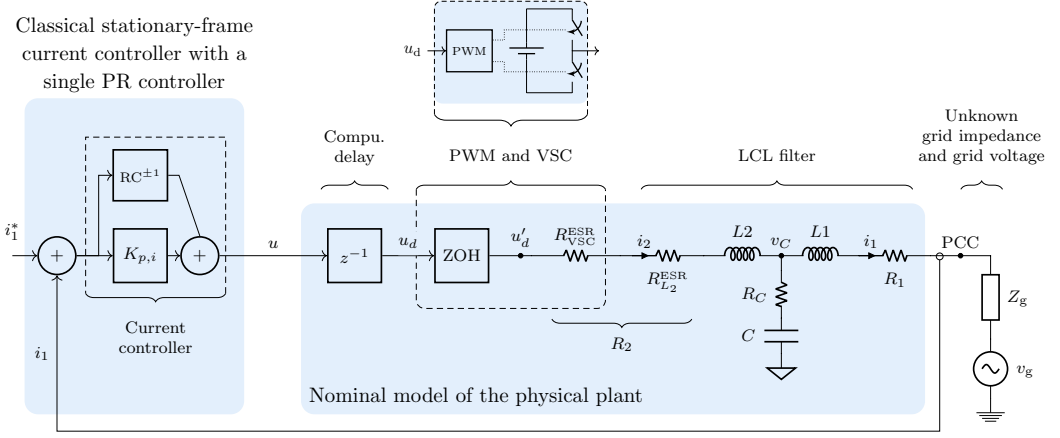 Classical stationary-frame
current controller with a
single PR controller
u_d
PWM
Compu.
delay
PWM and VSC
LCL filter
Unknown
grid impedance
and grid voltage
i_1^*
+
RC^{±1}
K_{p,i}
+
u
z^{-1}
u_d
ZOH
u'_d
R_{VSC}^{ESR}
i_2
R_{L_2}^{ESR}
L2
v_C
L1
i_1
R_1
PCC
R_C
C
Z_g
v_g
R_2
Current
controller
i_1
Nominal model of the physical plant